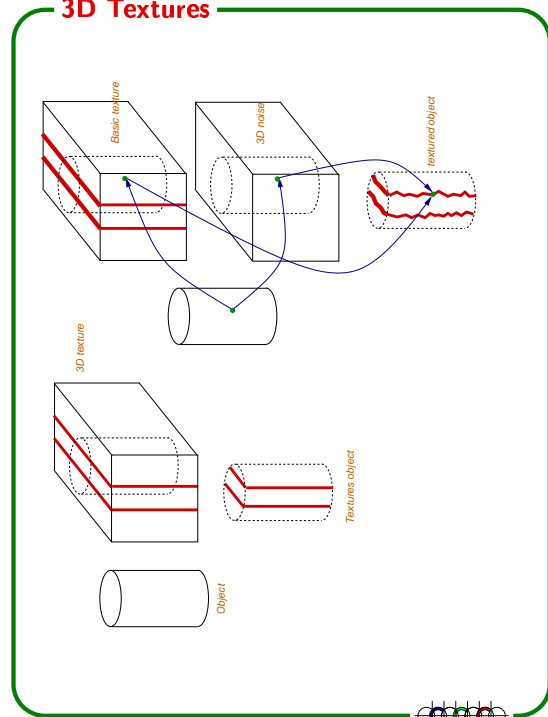 3D Textures
Basic texture
3D noise
textured object
3D texture
Textures object
Object